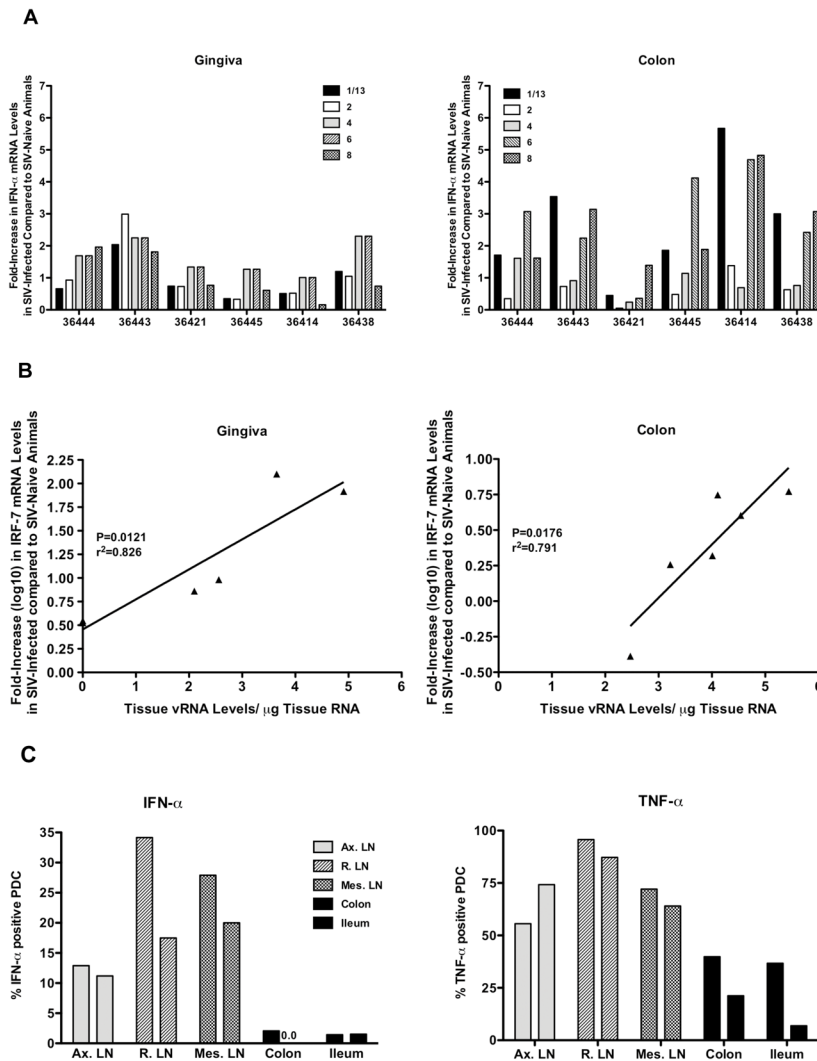 A
Gingiva
Fold-Increase in IFN-α mRNA Levels
in SIV-Infected Compared to SIV-Naive Animals
7
6
5
4
3
2
1
0
1/13
2
4
6
8
36444 36443 36421 36445 36414 36438
Colon
Fold-Increase in IFN-α mRNA Levels
in SIV-Infected Compared to SIV-Naive Animals
7
6
5
4
3
2
1
0
1/13
2
4
6
8
36444 36443 36421 36445 36414 36438
B
Gingiva
Fold-Increase (log10) in IRF-7 mRNA Levels
in SIV-Infected compared to SIV-Naive Animals
2.25
2.00
1.75
1.50
1.25
1.00
0.75
0.50
0.25
0.00
P=0.0121
r²=0.826
0 1 2 3 4 5 6
Tissue vRNA Levels/ μg Tissue RNA
Colon
Fold-Increase (log10) in IRF-7 mRNA Levels
in SIV-Infected compared to SIV-Naive Animals
1.00
0.75
0.50
0.25
0.00
-0.25
-0.50
P=0.0176
r²=0.791
0 1 2 3 4 5 6
Tissue vRNA Levels/ μg Tissue RNA
C
IFN-α
% IFN-α positive PDC
35
30
25
20
15
10
5
0
Ax. LN
R. LN
Mes. LN
Colon
Ileum
0.0
Ax. LN R. LN Mes. LN Colon Ileum
TNF-α
% TNF-α positive PDC
100
75
50
25
0
Ax. LN R. LN Mes. LN Colon Ileum